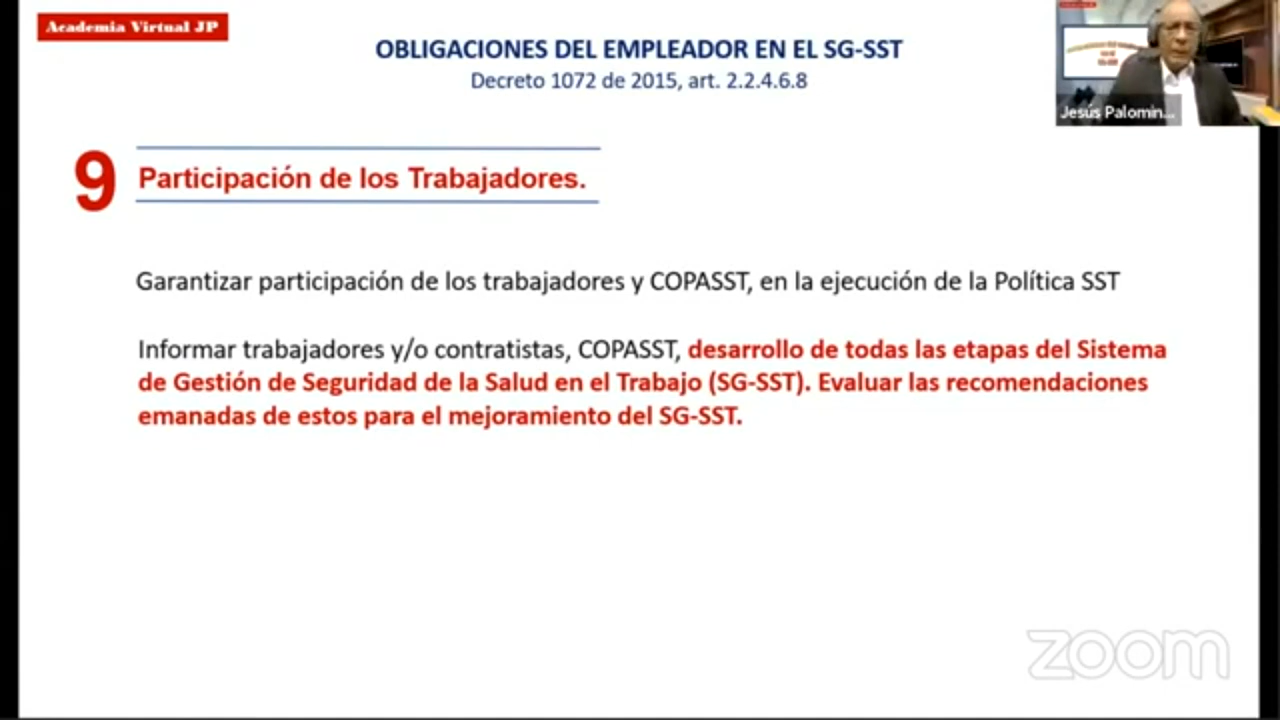 Academia Virtual JP
OBLIGACIONES DEL EMPLEADOR EN EL SG-SST
Decreto 1072 de 2015, art. 2.2.4.6.8
Jesús Palomin...
9
Participación de los Trabajadores.
Garantizar participación de los trabajadores y COPASST, en la ejecución de la Política SST
Informar trabajadores y/o contratistas, COPASST, desarrollo de todas las etapas del Sistema
de Gestión de Seguridad de la Salud en el Trabajo (SG-SST). Evaluar las recomendaciones
emanadas de estos para el mejoramiento del SG-SST.
zoom